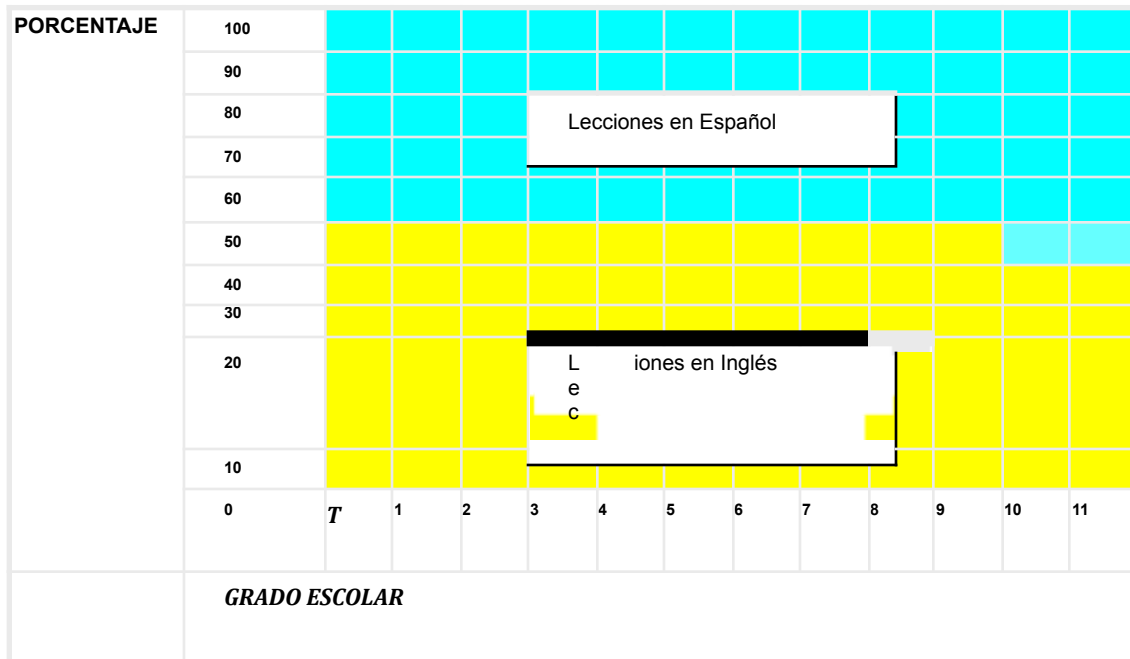 PORCENTAJE
100
90
80
Lecciones en Español
70
60
50
40
30
20
L iones en Inglés
e
c
10
0 T 1 2 3 4 5 6 7 8 9 10 11
GRADO ESCOLAR